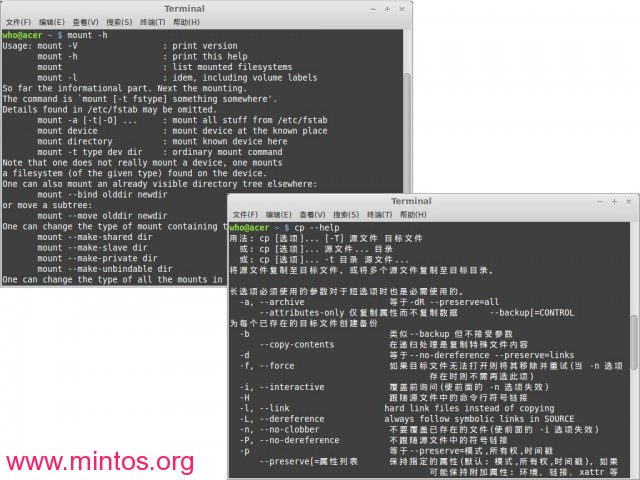 Terminal
文件(F) 编辑(E) 查看(V) 搜索(S) 终端(T) 帮助(H)
who@acer ~ $ mount -h
Usage: mount -V : print version
mount -h : print this help
mount : list mounted filesystems
mount -l : idem, including volume labels
So far the informational part. Next the mounting.
The command is `mount [-t fstype] something somewhere'.
Details found in /etc/fstab may be omitted.
mount -a [-t|-O] ... : mount all stuff from /etc/fstab
mount device : mount device at the known place
mount directory : mount known device here
mount -t type dev dir : ordinary mount command
Note that one does not really mount a device, one mounts
a filesystem (of the given type) found on the device.
One can also mount an already visible directory tree elsewhere:
mount --bind olddir newdir
or move a subtree:
mount --move olddir newdir
One can change the type of mount containing t
mount --make-shared dir
mount --make-slave dir
mount --make-private dir
mount --make-unbindable dir
One can change the type of all the mounts in
Terminal
文件(F) 编辑(E) 查看(V) 搜索(S) 终端(T) 帮助(H)
who@acer ~ $ cp --help
用法: cp [选项]... [-T] 源文件 目标文件
或: cp [选项]... 源文件... 目录
或: cp [选项]... -t 目录 源文件...
将源文件复制至目标文件，或将多个源文件复制至目标目录。
长选项必须使用的参数对于短选项时也是必需使用的。
-a, --archive 等于-dR --preserve=all
--attributes-only 仅复制属性而不复制数据 --backup[=CONTROL
为每个已存在的目标文件创建备份
-b 类似--backup 但不接受参数
--copy-contents 在递归处理是复制特殊文件内容
-d 等于--no-dereference --preserve=links
-f, --force 如果目标文件无法打开则将其移除并重试(当 -n 选项
存在时则不需再选此项)
-i, --interactive 覆盖前询问(使前面的 -n 选项失效)
-H 跟随源文件中的命令行符号链接
-l, --link hard link files instead of copying
-L, --dereference always follow symbolic links in SOURCE
-n, --no-clobber 不要覆盖已存在的文件(使前面的 -i 选项失效)
-P, --no-dereference 不跟随源文件中的符号链接
-p 等于--preserve=模式,所有权,时间戳
--preserve[=属性列表 保持指定的属性(默认: 模式,所有权,时间戳), 如果
可能保持附加属性: 环境、链接、xattr 等
www.mintos.org